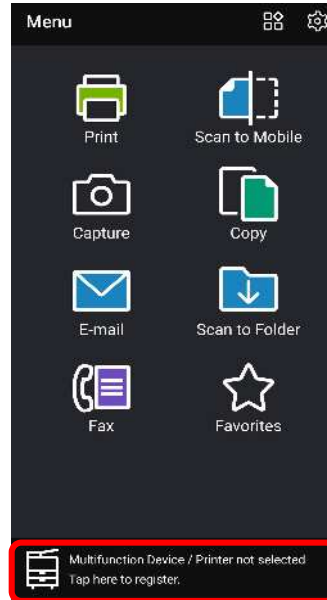 Menu
Print
Scan to Mobile
Capture
Copy
E-mail
Scan to Folder
Fax
Favorites
Multifunction Device / Printer not selected
Tap here to register.